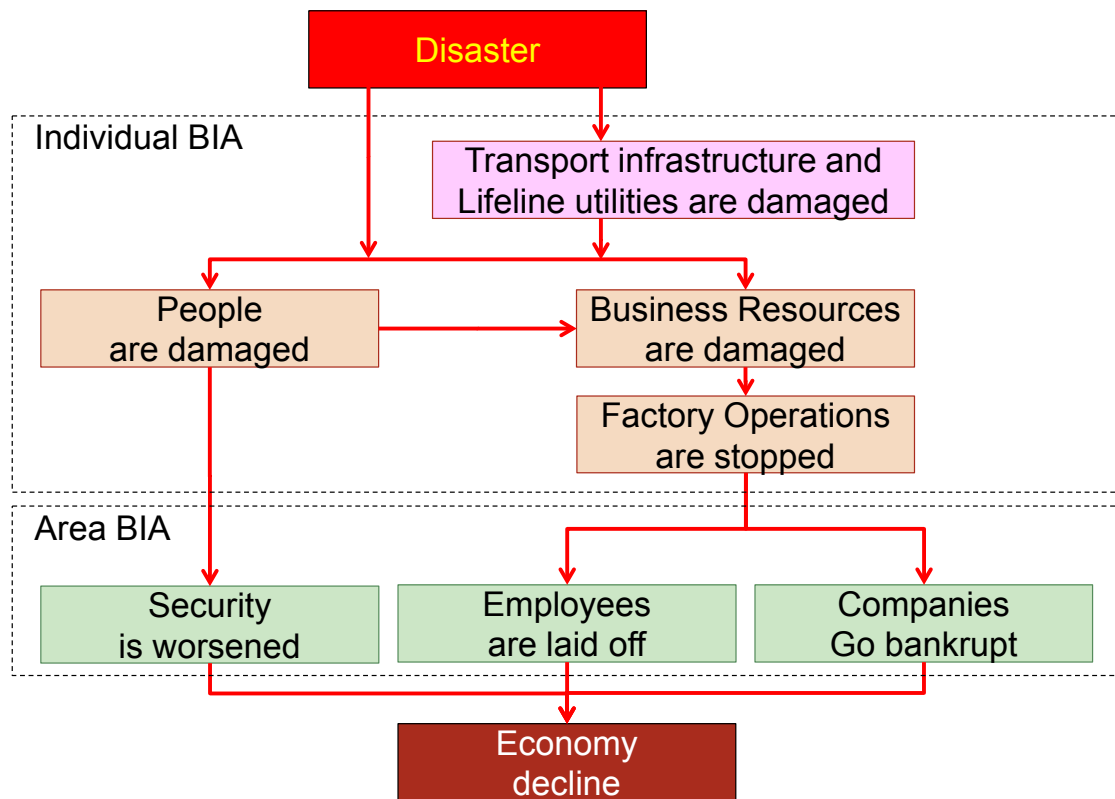 Disaster
Individual BIA
Transport infrastructure and
Lifeline utilities are damaged
People
are damaged
Business Resources
are damaged
Factory Operations
are stopped
Area BIA
Security
is worsened
Employees
are laid off
Companies
Go bankrupt
Economy
decline